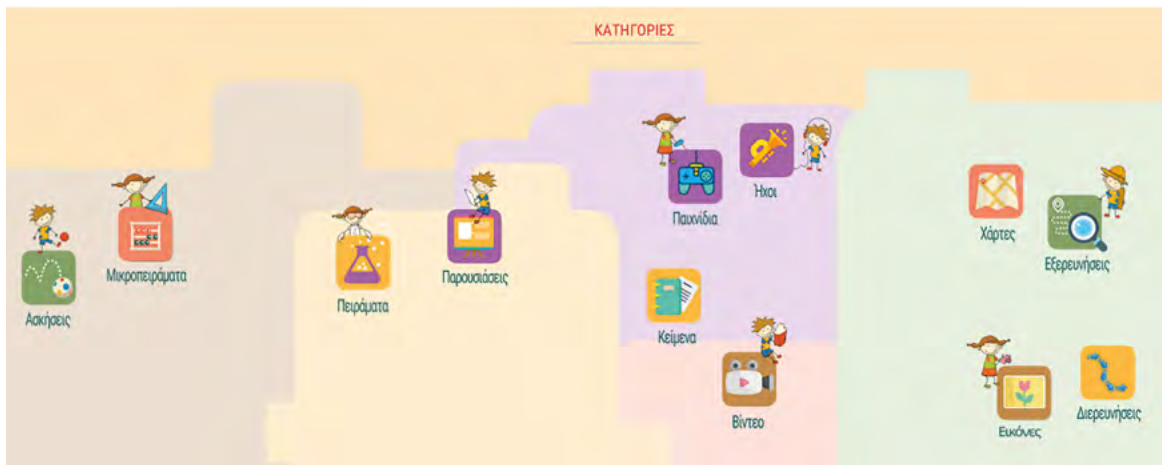 ΚΑΤΗΓΟΡΙΕΣ
Ασκήσεις
Μικροπειράματα
Πειράματα
Παρουσιάσεις
Παιχνίδια
Ήχοι
Κείμενα
Βίντεο
Χάρτες
Εξερευνήσεις
Εικόνες
Διερευνήσεις